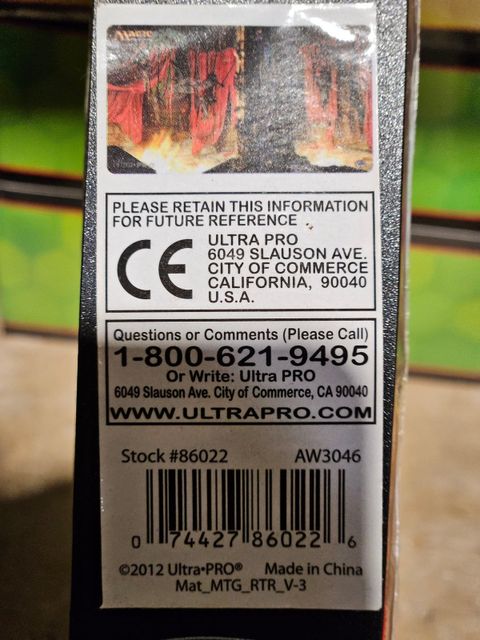 MAGIC
PLEASE RETAIN THIS INFORMATION
FOR FUTURE REFERENCE
CE
ULTRA PRO
6049 SLAUSON AVE.
CITY OF COMMERCE
CALIFORNIA, 90040
U.S.A.
Questions or Comments (Please Call)
1-800-621-9495
Or Write: Ultra PRO
6049 Slauson Ave. City of Commerce, CA 90040
WWW.ULTRAPRO.COM
Stock #86022 AW3046
0 74427 86022 6
©2012 Ultra•PRO® Made in China
Mat_MTG_RTR_V-3